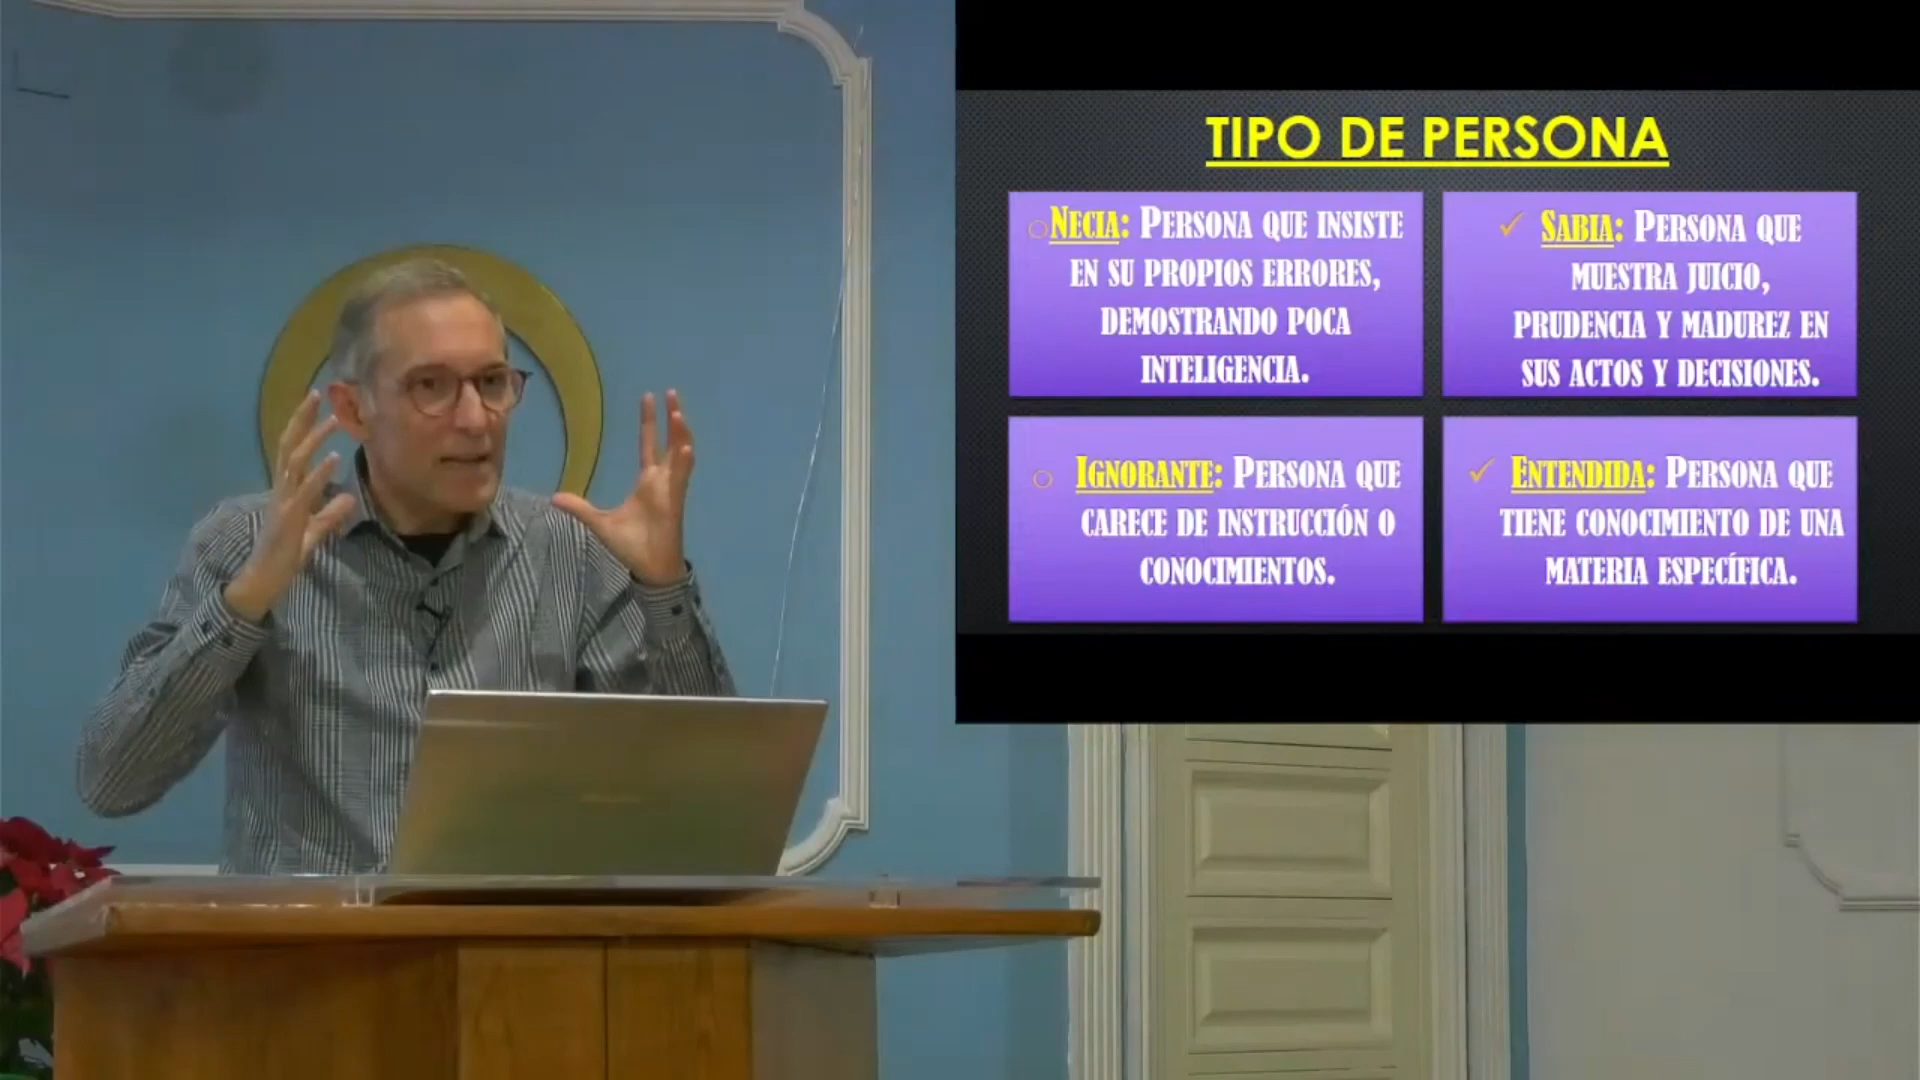 TIPO DE PERSONA
NECIA: PERSONA QUE INSISTE
EN SU PROPIOS ERRORES,
DEMOSTRANDO POCA
INTELIGENCIA.
✓ SABIA: PERSONA QUE
MUESTRA JUICIO,
PRUDENCIA Y MADUREZ EN
SUS ACTOS Y DECISIONES.
IGNORANTE: PERSONA QUE
CARECE DE INSTRUCCIÓN O
CONOCIMIENTOS.
✓ ENTENDIDA: PERSONA QUE
TIENE CONOCIMIENTO DE UNA
MATERIA ESPECÍFICA.